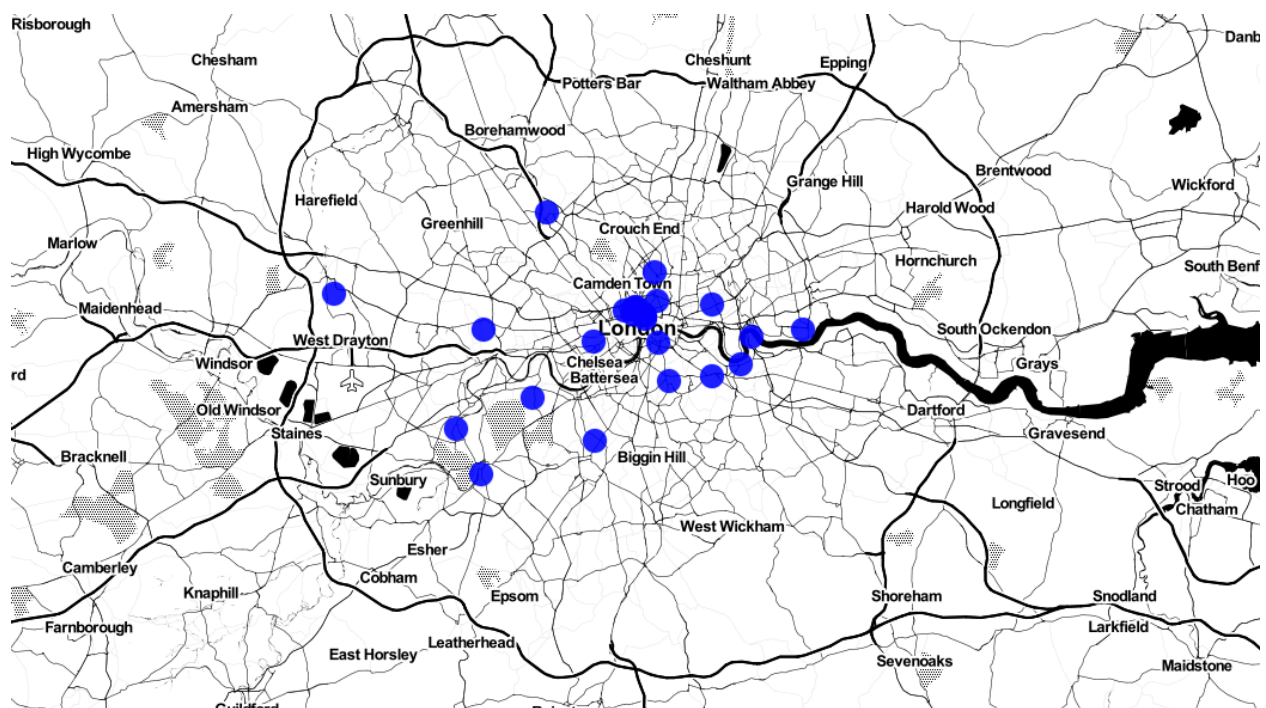 Risborough
Danb
Chesham
Cheshunt
Epping
Potters Bar
Waltham Abbey
Amersham
Borehamwood
High Wycombe
Brentwood
Grange Hill
Wickford
Harefield
Harold Wood
Greenhill
Crouch End
Marlow
Hornchurch
South Benf
Camden Town
Maidenhead
London
South Ockendon
West Drayton
Windsor
Chelsea
Grays
rd
Battersea
Old Windsor
Dartford
Staines
Gravesend
Bracknell
Biggin Hill
Sunbury
Hoo
Strood
Longfield
Chatham
West Wickham
Esher
Camberley
Cobham
Knaphill
Epsom
Shoreham
Snodland
Farnborough
Larkfield
Leatherhead
East Horsley
Sevenoaks
Maidstone
Guildford